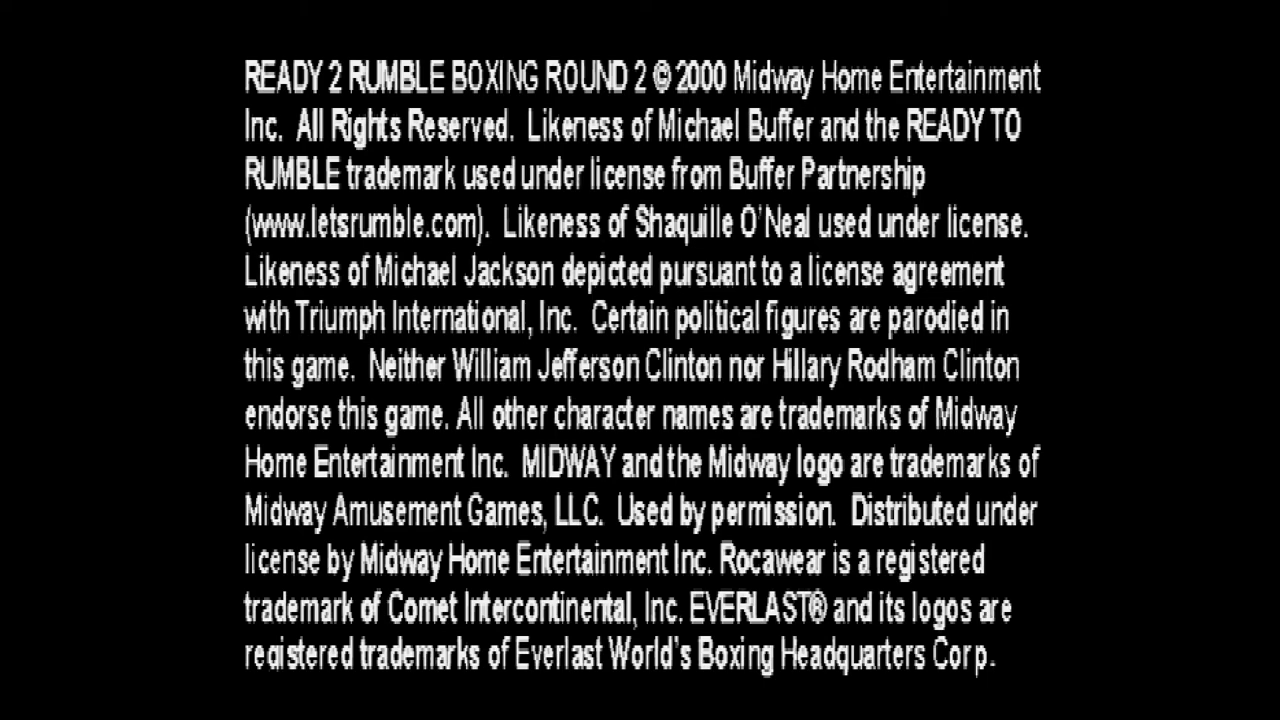 READY 2 RUMBLE BOXING ROUND 2 © 2000 Midway Home Entertainment
Inc.  All Rights Reserved.  Likeness of Michael Buffer and the READY TO
RUMBLE trademark used under license from Buffer Partnership
(www.letsrumble.com).  Likeness of Shaquille O'Neal used under license.
Likeness of Michael Jackson depicted pursuant to a license agreement
with Triumph International, Inc.  Certain political figures are parodied in
this game.  Neither William Jefferson Clinton nor Hillary Rodham Clinton
endorse this game. All other character names are trademarks of Midway
Home Entertainment Inc.  MIDWAY and the Midway logo are trademarks of
Midway Amusement Games, LLC.  Used by permission.  Distributed under
license by Midway Home Entertainment Inc. Rocawear is a registered
trademark of Comet Intercontinental, Inc. EVERLAST® and its logos are
registered trademarks of Everlast World's Boxing Headquarters Corp.